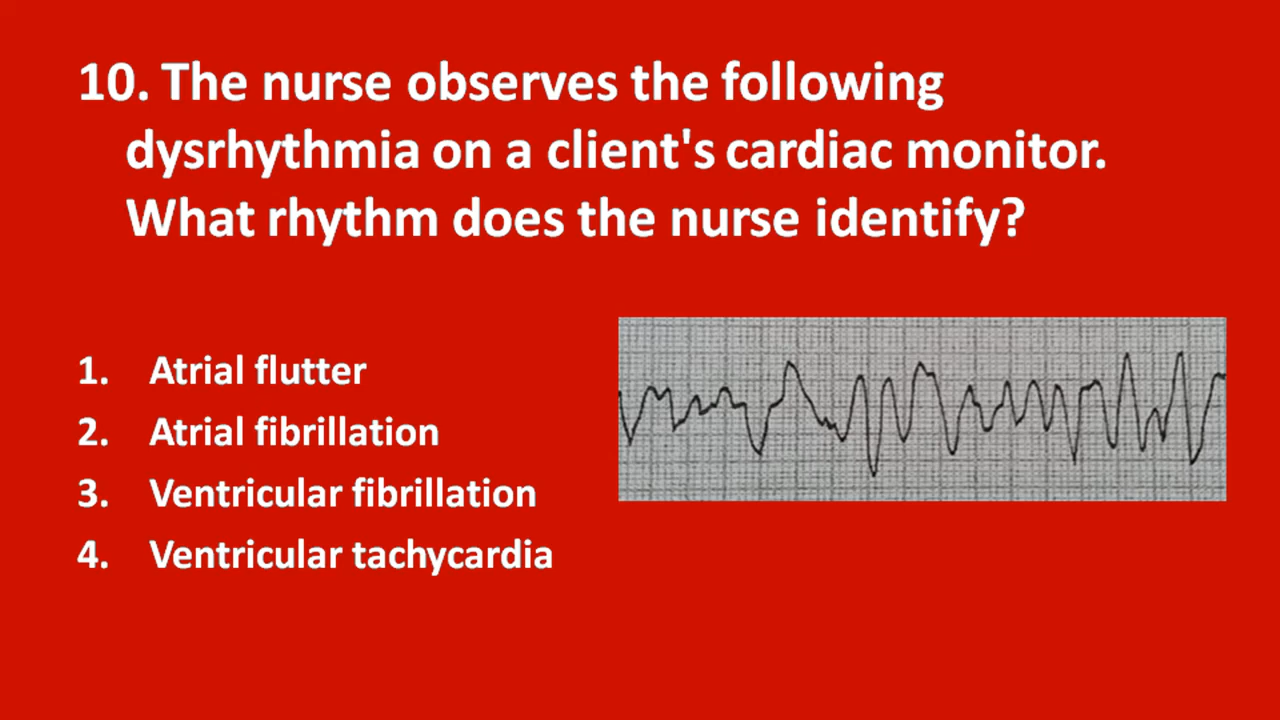 10. The nurse observes the following
dysrhythmia on a client's cardiac monitor.
What rhythm does the nurse identify?
1. Atrial flutter
2. Atrial fibrillation
3. Ventricular fibrillation
4. Ventricular tachycardia